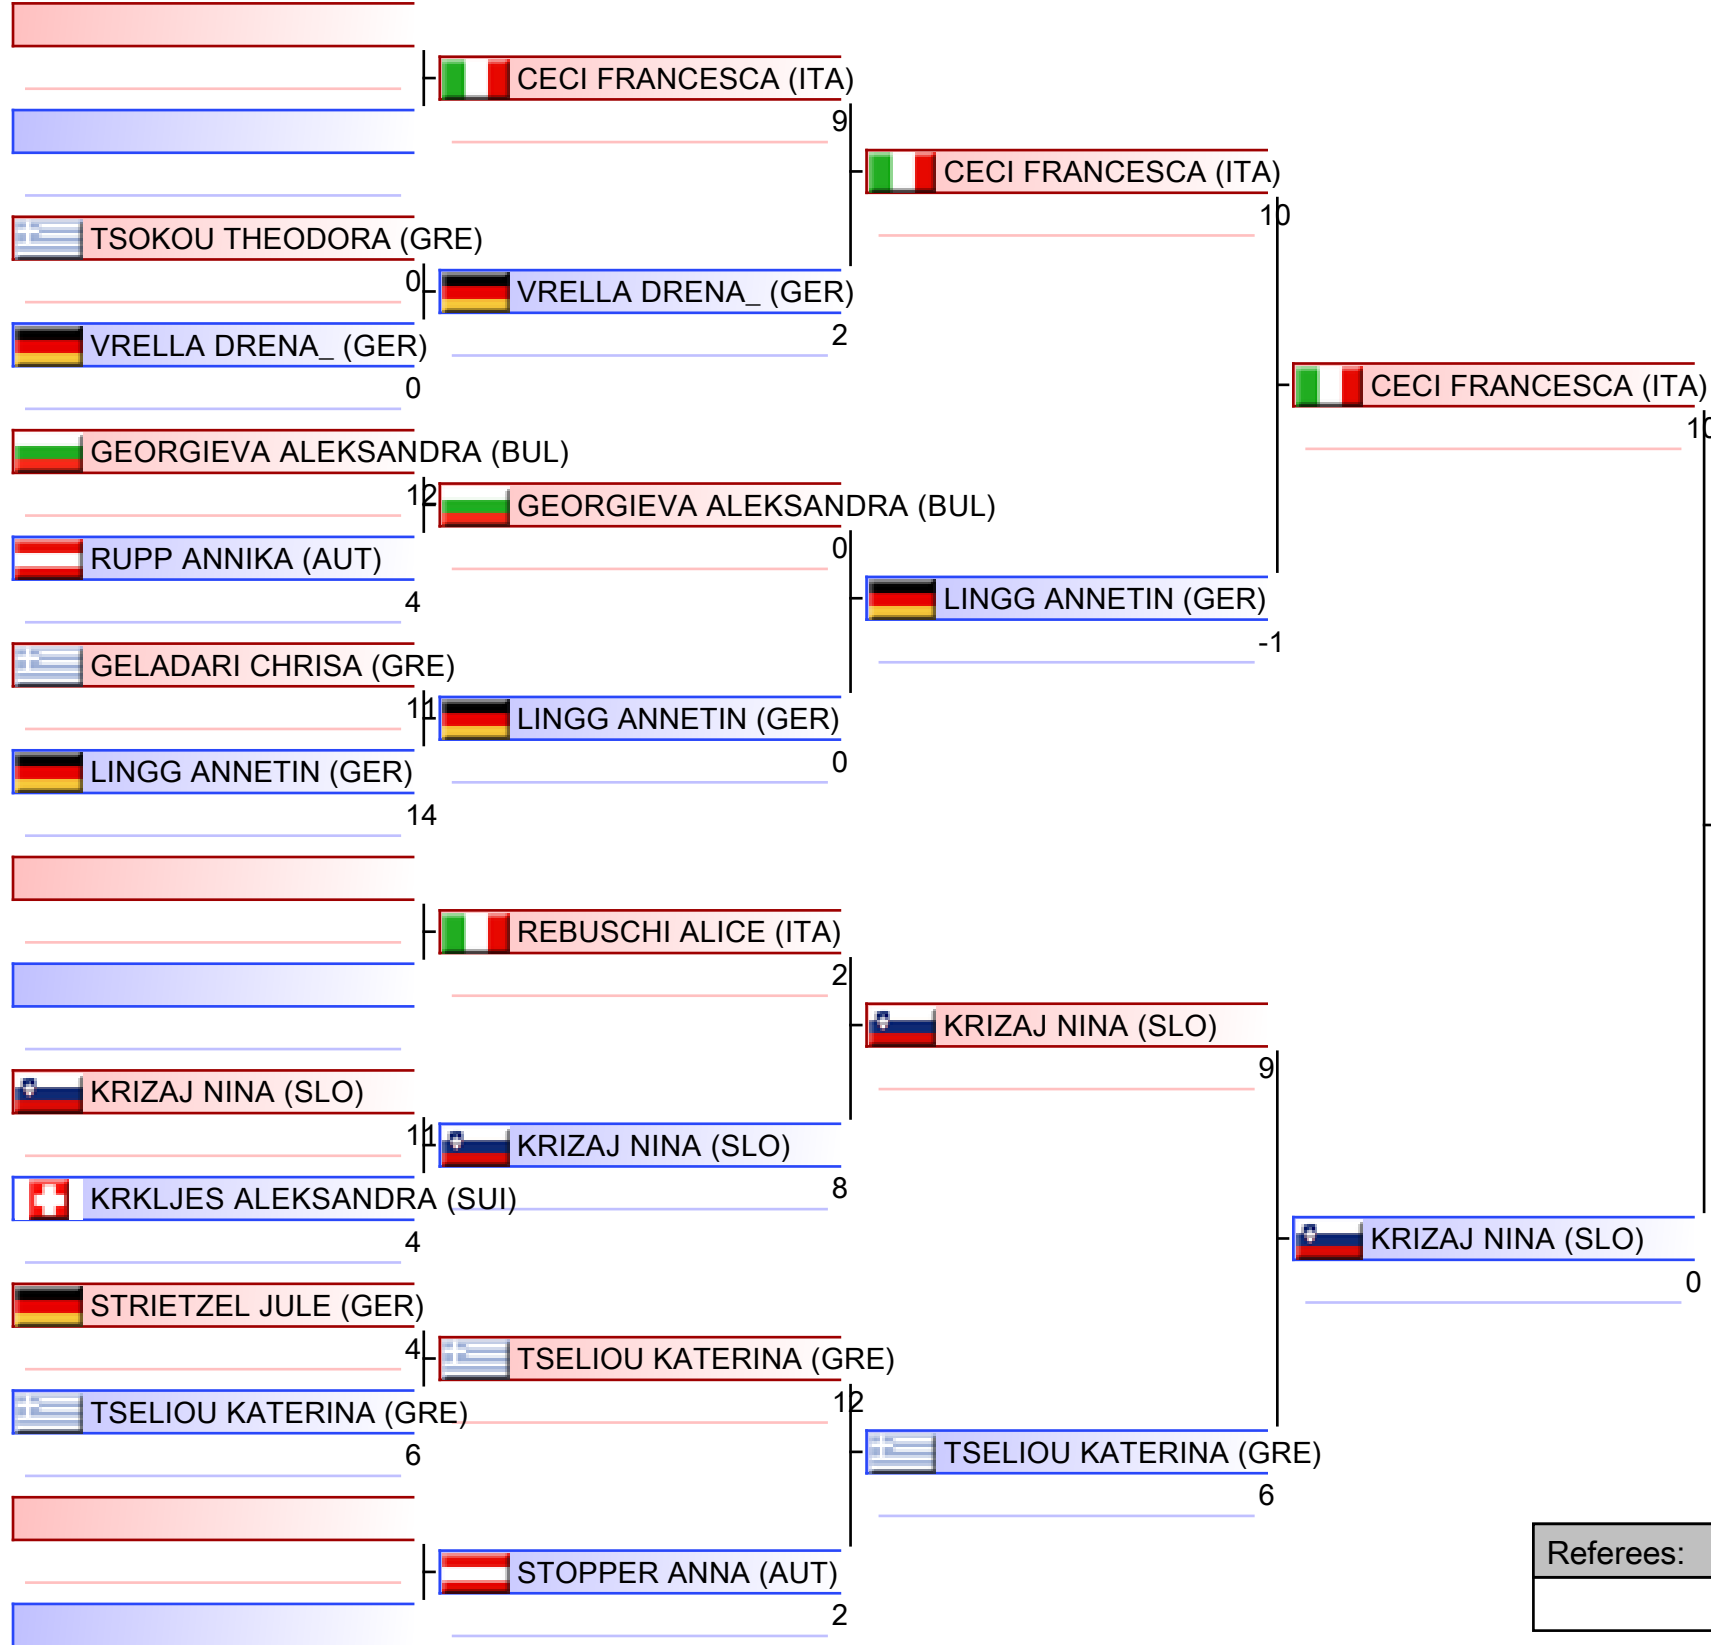 CECI FRANCESCA (ITA)
9
CECI FRANCESCA (ITA)
10
TSOKOU THEODORA (GRE)
0
VRELLA DRENA_ (GER)
2
VRELLA DRENA_ (GER)
0
CECI FRANCESCA (ITA)
10
GEORGIEVA ALEKSANDRA (BUL)
12
GEORGIEVA ALEKSANDRA (BUL)
0
RUPP ANNIKA (AUT)
4
LINGG ANNETIN (GER)
-1
GELADARI CHRISA (GRE)
11
LINGG ANNETIN (GER)
0
LINGG ANNETIN (GER)
14
REBUSCHI ALICE (ITA)
2
KRIZAJ NINA (SLO)
9
KRIZAJ NINA (SLO)
11
KRIZAJ NINA (SLO)
8
KRKLJES ALEKSANDRA (SUI)
4
KRIZAJ NINA (SLO)
0
STRIETZEL JULE (GER)
4
TSELIOU KATERINA (GRE)
12
TSELIOU KATERINA (GRE)
6
TSELIOU KATERINA (GRE)
6
STOPPER ANNA (AUT)
2
Referees: